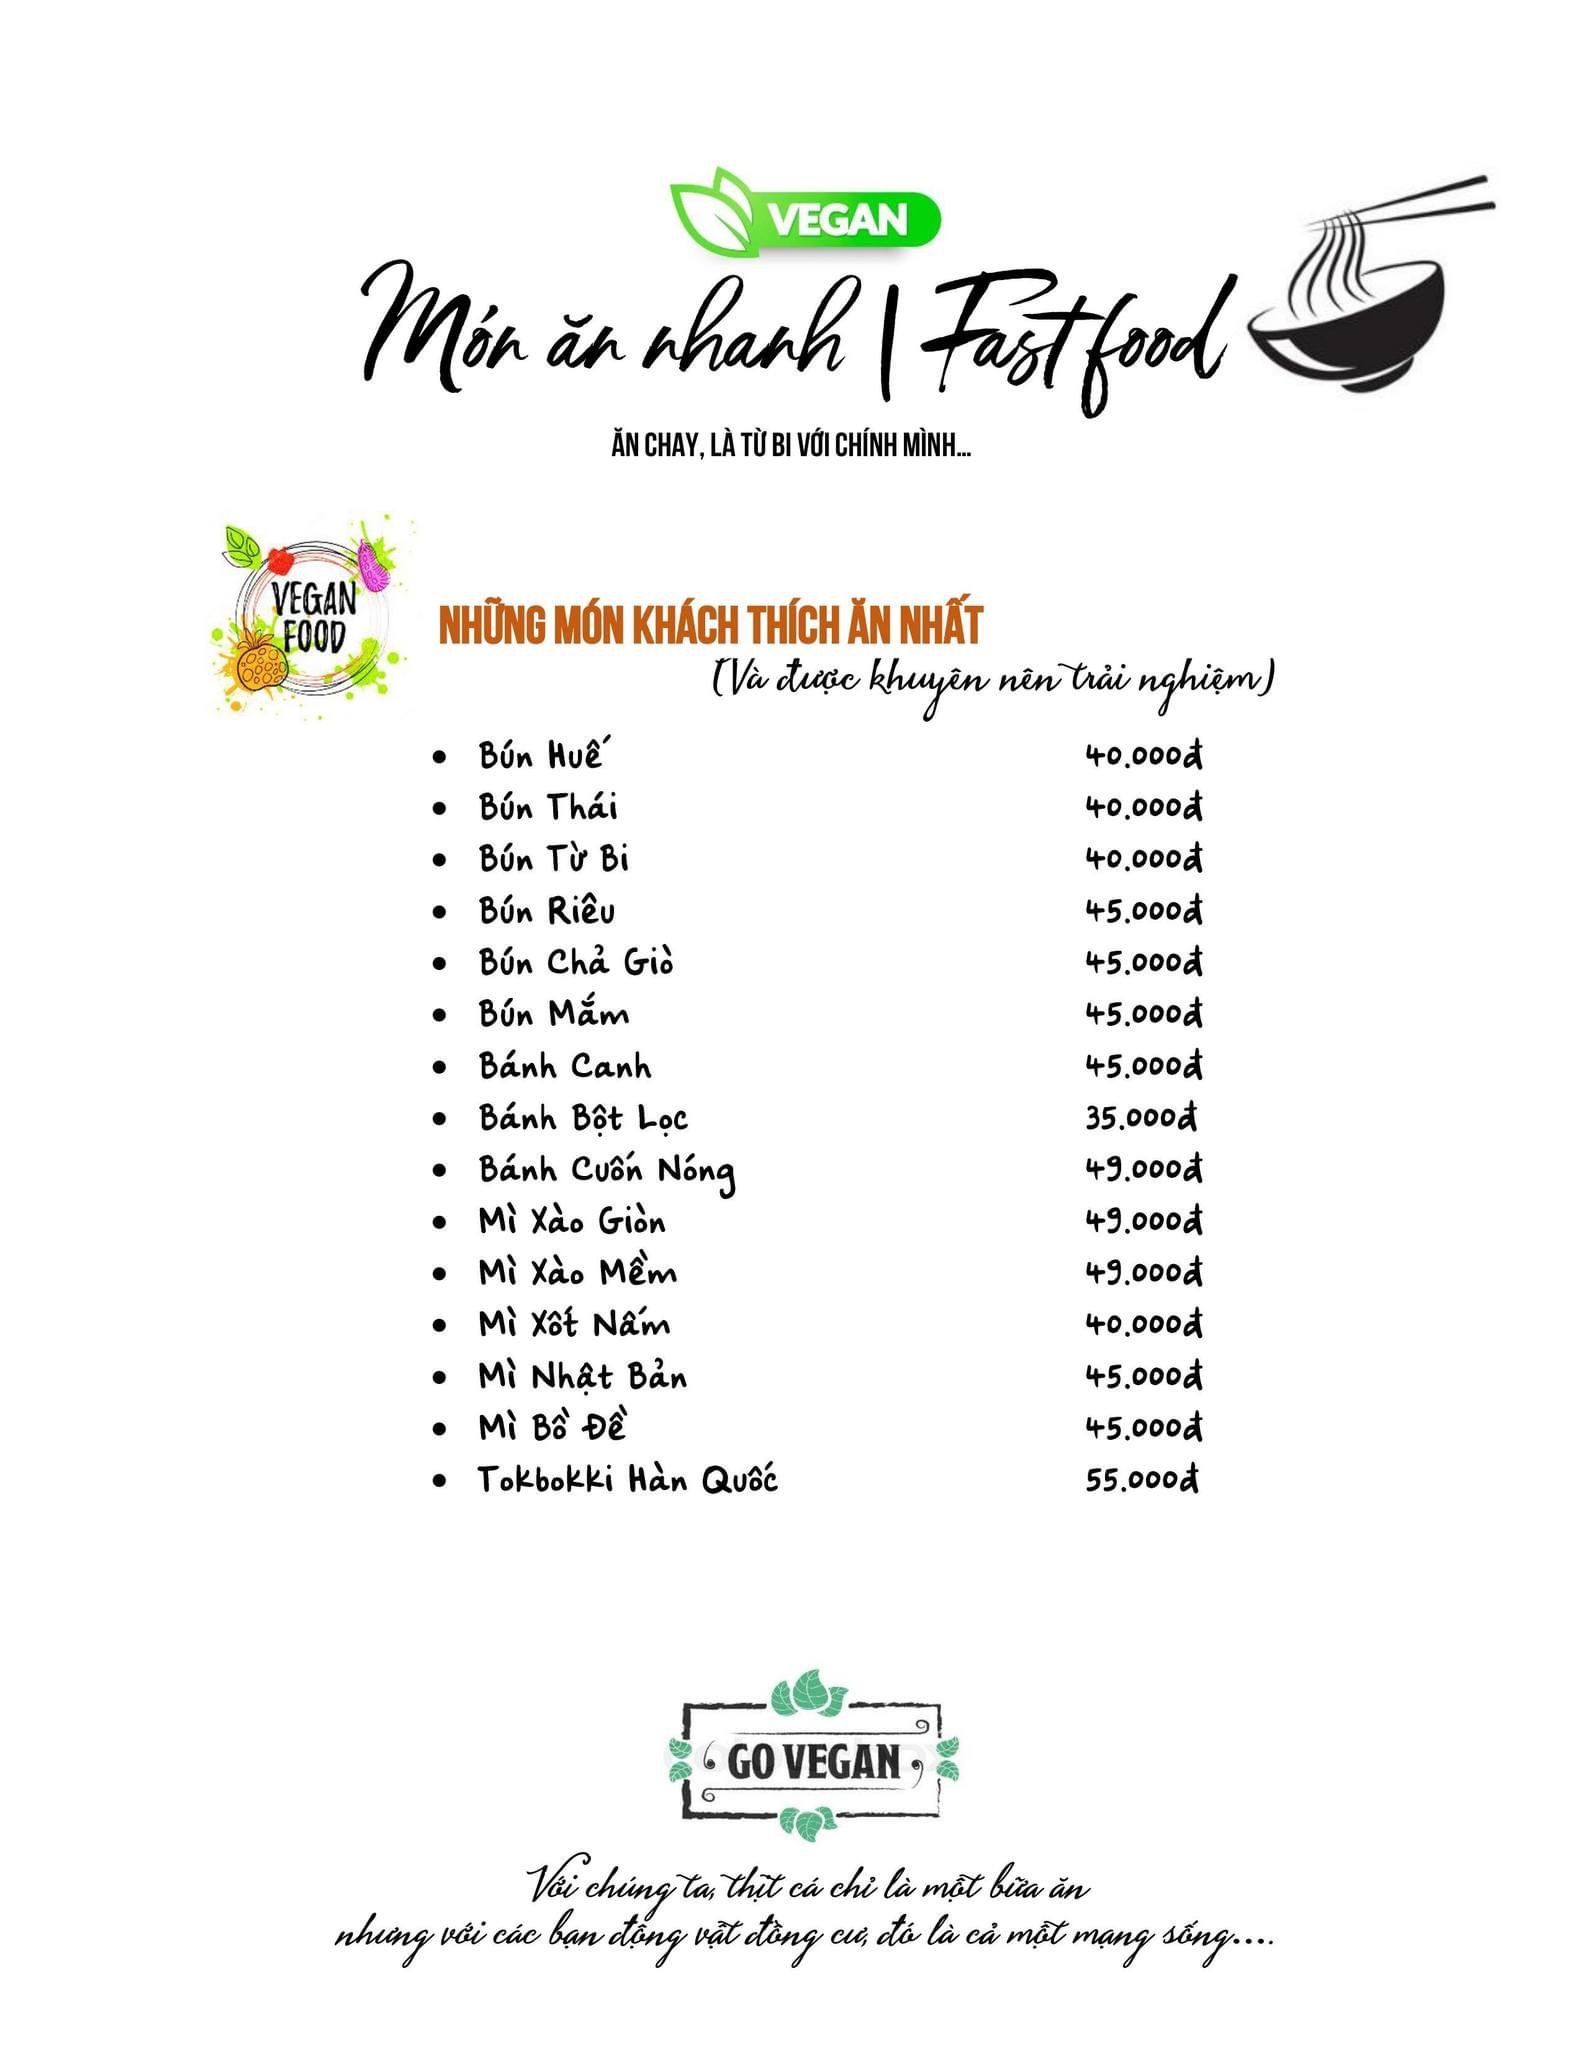 VEGAN
Món ăn nhanh | Fast food
ĂN CHAY, LÀ TỪ BI VỚI CHÍNH MÌNH...
VEGAN
FOOD
NHỮNG MÓN KHÁCH THÍCH ĂN NHẤT
(Và được khuyên nên trải nghiệm)
• Bún Huế 40.000đ
• Bún Thái 40.000đ
• Bún Từ Bi 40.000đ
• Bún Riêu 45.000đ
• Bún Chả Giò 45.000đ
• Bún Mắm 45.000đ
• Bánh Canh 45.000đ
• Bánh Bột Lọc 35.000đ
• Bánh Cuốn Nóng 49.000đ
• Mì Xào Giòn 49.000đ
• Mì Xào Mềm 49.000đ
• Mì Xốt Nấm 40.000đ
• Mì Nhật Bản 45.000đ
• Mì Bồ Đề 45.000đ
• Tokbokki Hàn Quốc 55.000đ
GO VEGAN
Với chúng ta, thịt cá chỉ là một bữa ăn
nhưng với các bạn động vật đồng cư, đó là cả một mạng sống....